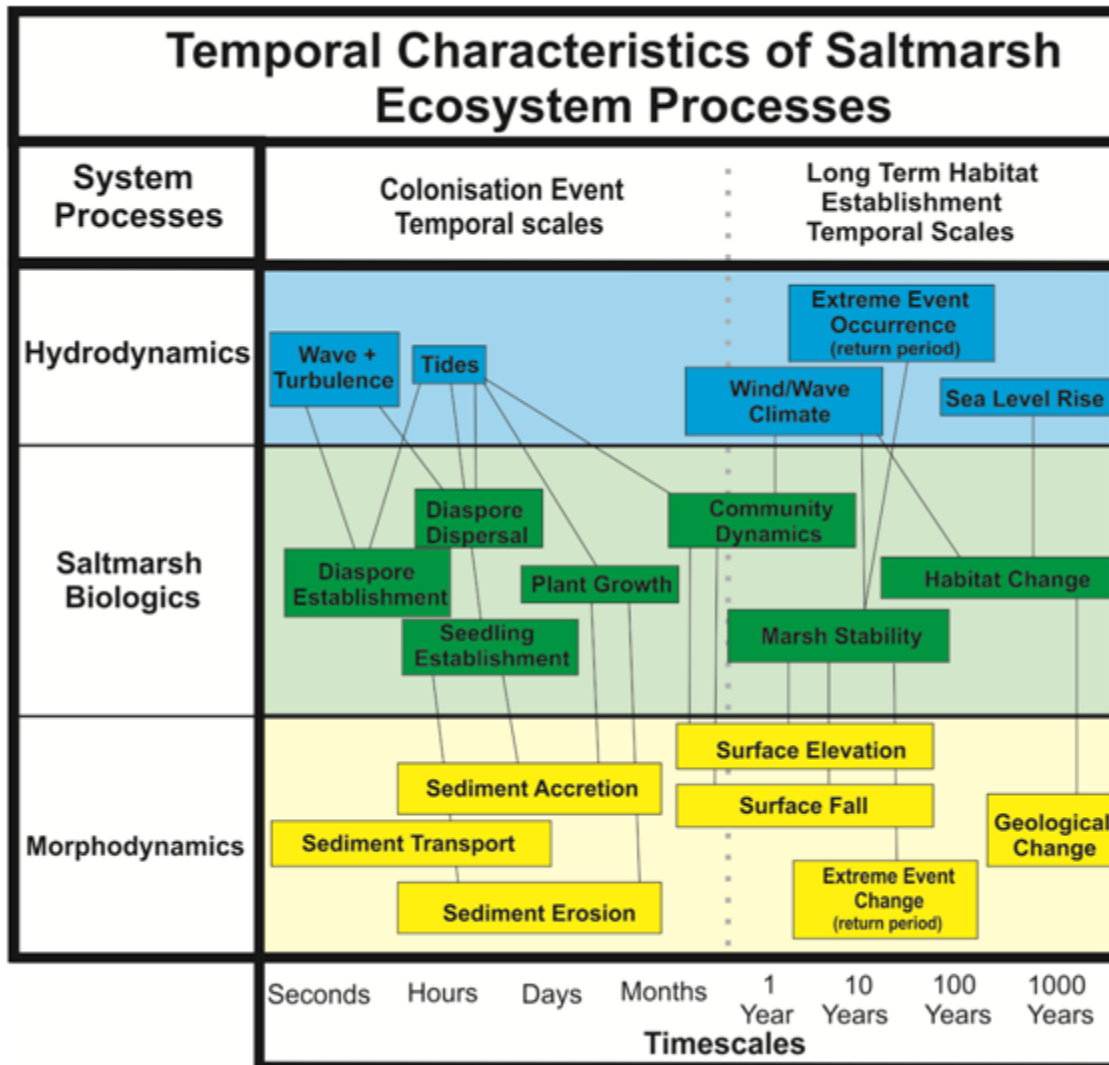 Temporal Characteristics of Saltmarsh
Ecosystem Processes
System
Processes
Colonisation Event
Temporal scales
Long Term Habitat
Establishment
Temporal Scales
Hydrodynamics
Wave +
Turbulence
Tides
Extreme Event
Occurrence
(return period)
Wind/Wave
Climate
Sea Level Rise
Saltmarsh
Biologics
Diaspore
Dispersal
Community
Dynamics
Diaspore
Establishment
Plant Growth
Habitat Change
Seedling
Establishment
Marsh Stability
Morphodynamics
Surface Elevation
Sediment Accretion
Surface Fall
Sediment Transport
Geological
Change
Extreme Event
Change
(return period)
Sediment Erosion
Seconds
Hours
Days
Months
1
Year
10
Years
100
Years
1000
Years
Timescales